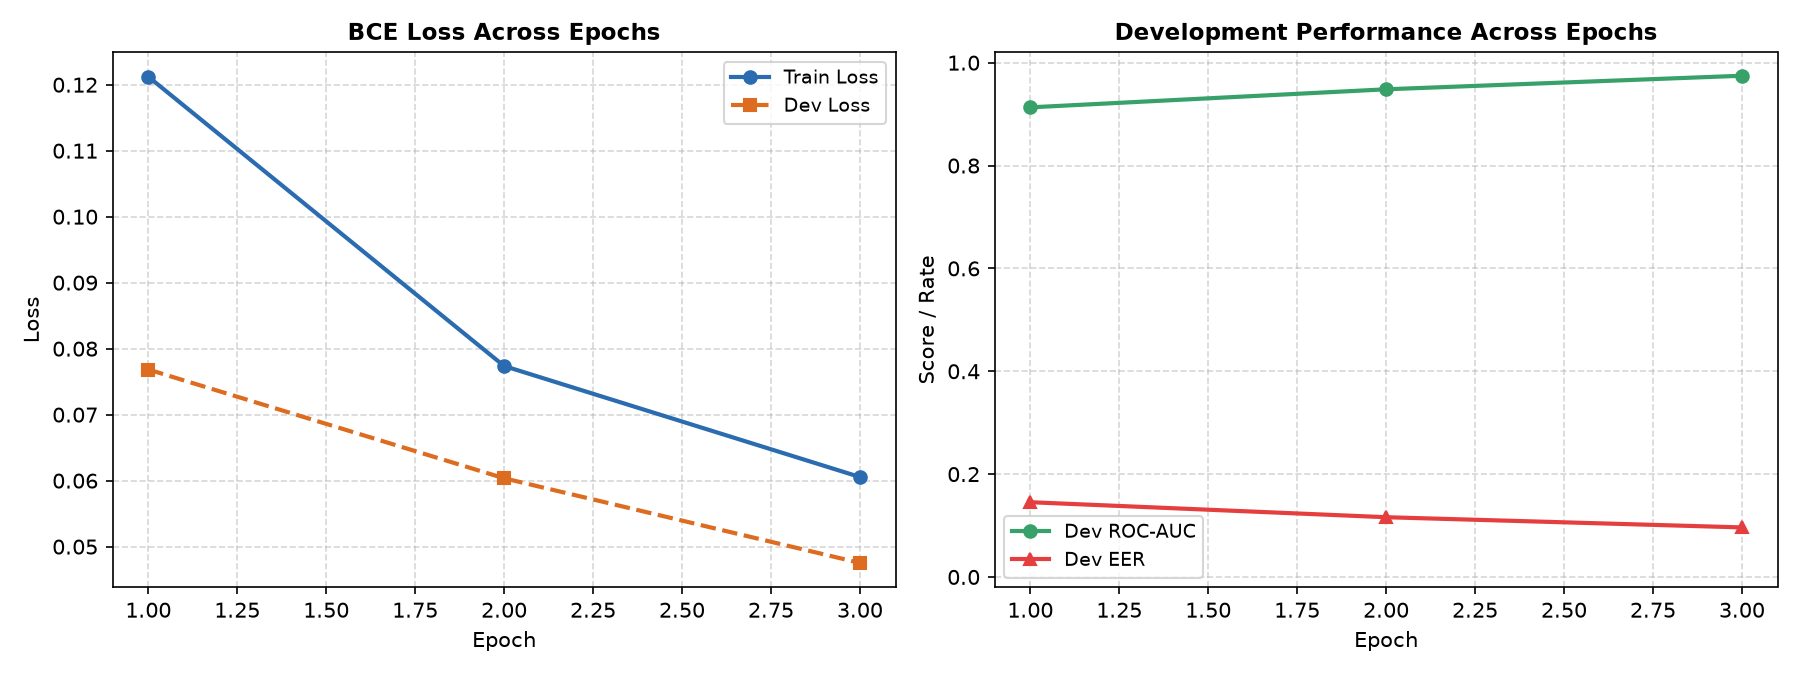 BCE Loss Across Epochs
Train Loss
Dev Loss
0.12
0.11
0.10
0.09
0.08
0.07
0.06
0.05
Loss
1.00 1.25 1.50 1.75 2.00 2.25 2.50 2.75 3.00
Epoch
Development Performance Across Epochs
1.0
0.8
0.6
0.4
0.2
0.0
Score / Rate
Dev ROC-AUC
Dev EER
1.00 1.25 1.50 1.75 2.00 2.25 2.50 2.75 3.00
Epoch